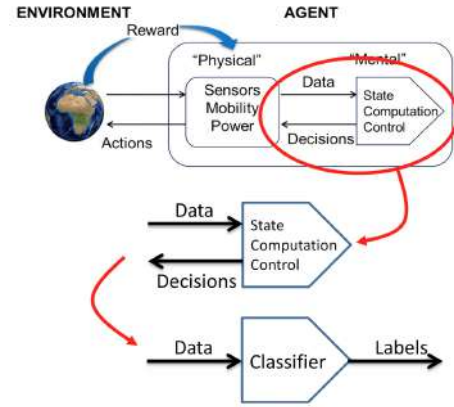 ENVIRONMENT
AGENT
Reward
"Physical"
"Mental"
Sensors
Mobility
Power
Data
State
Computation
Control
Actions
Decisions
Data
State
Computation
Control
Decisions
Data
Classifier
Labels